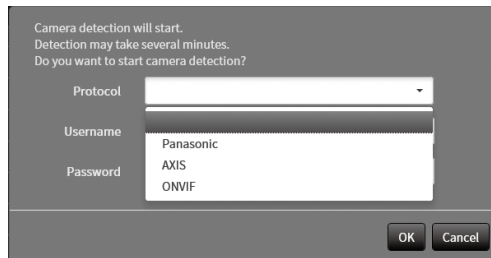 Camera detection will start.
Detection may take several minutes.
Do you want to start camera detection?
Protocol
Username
Panasonic
AXIS
Password
ONVIF
OK Cancel